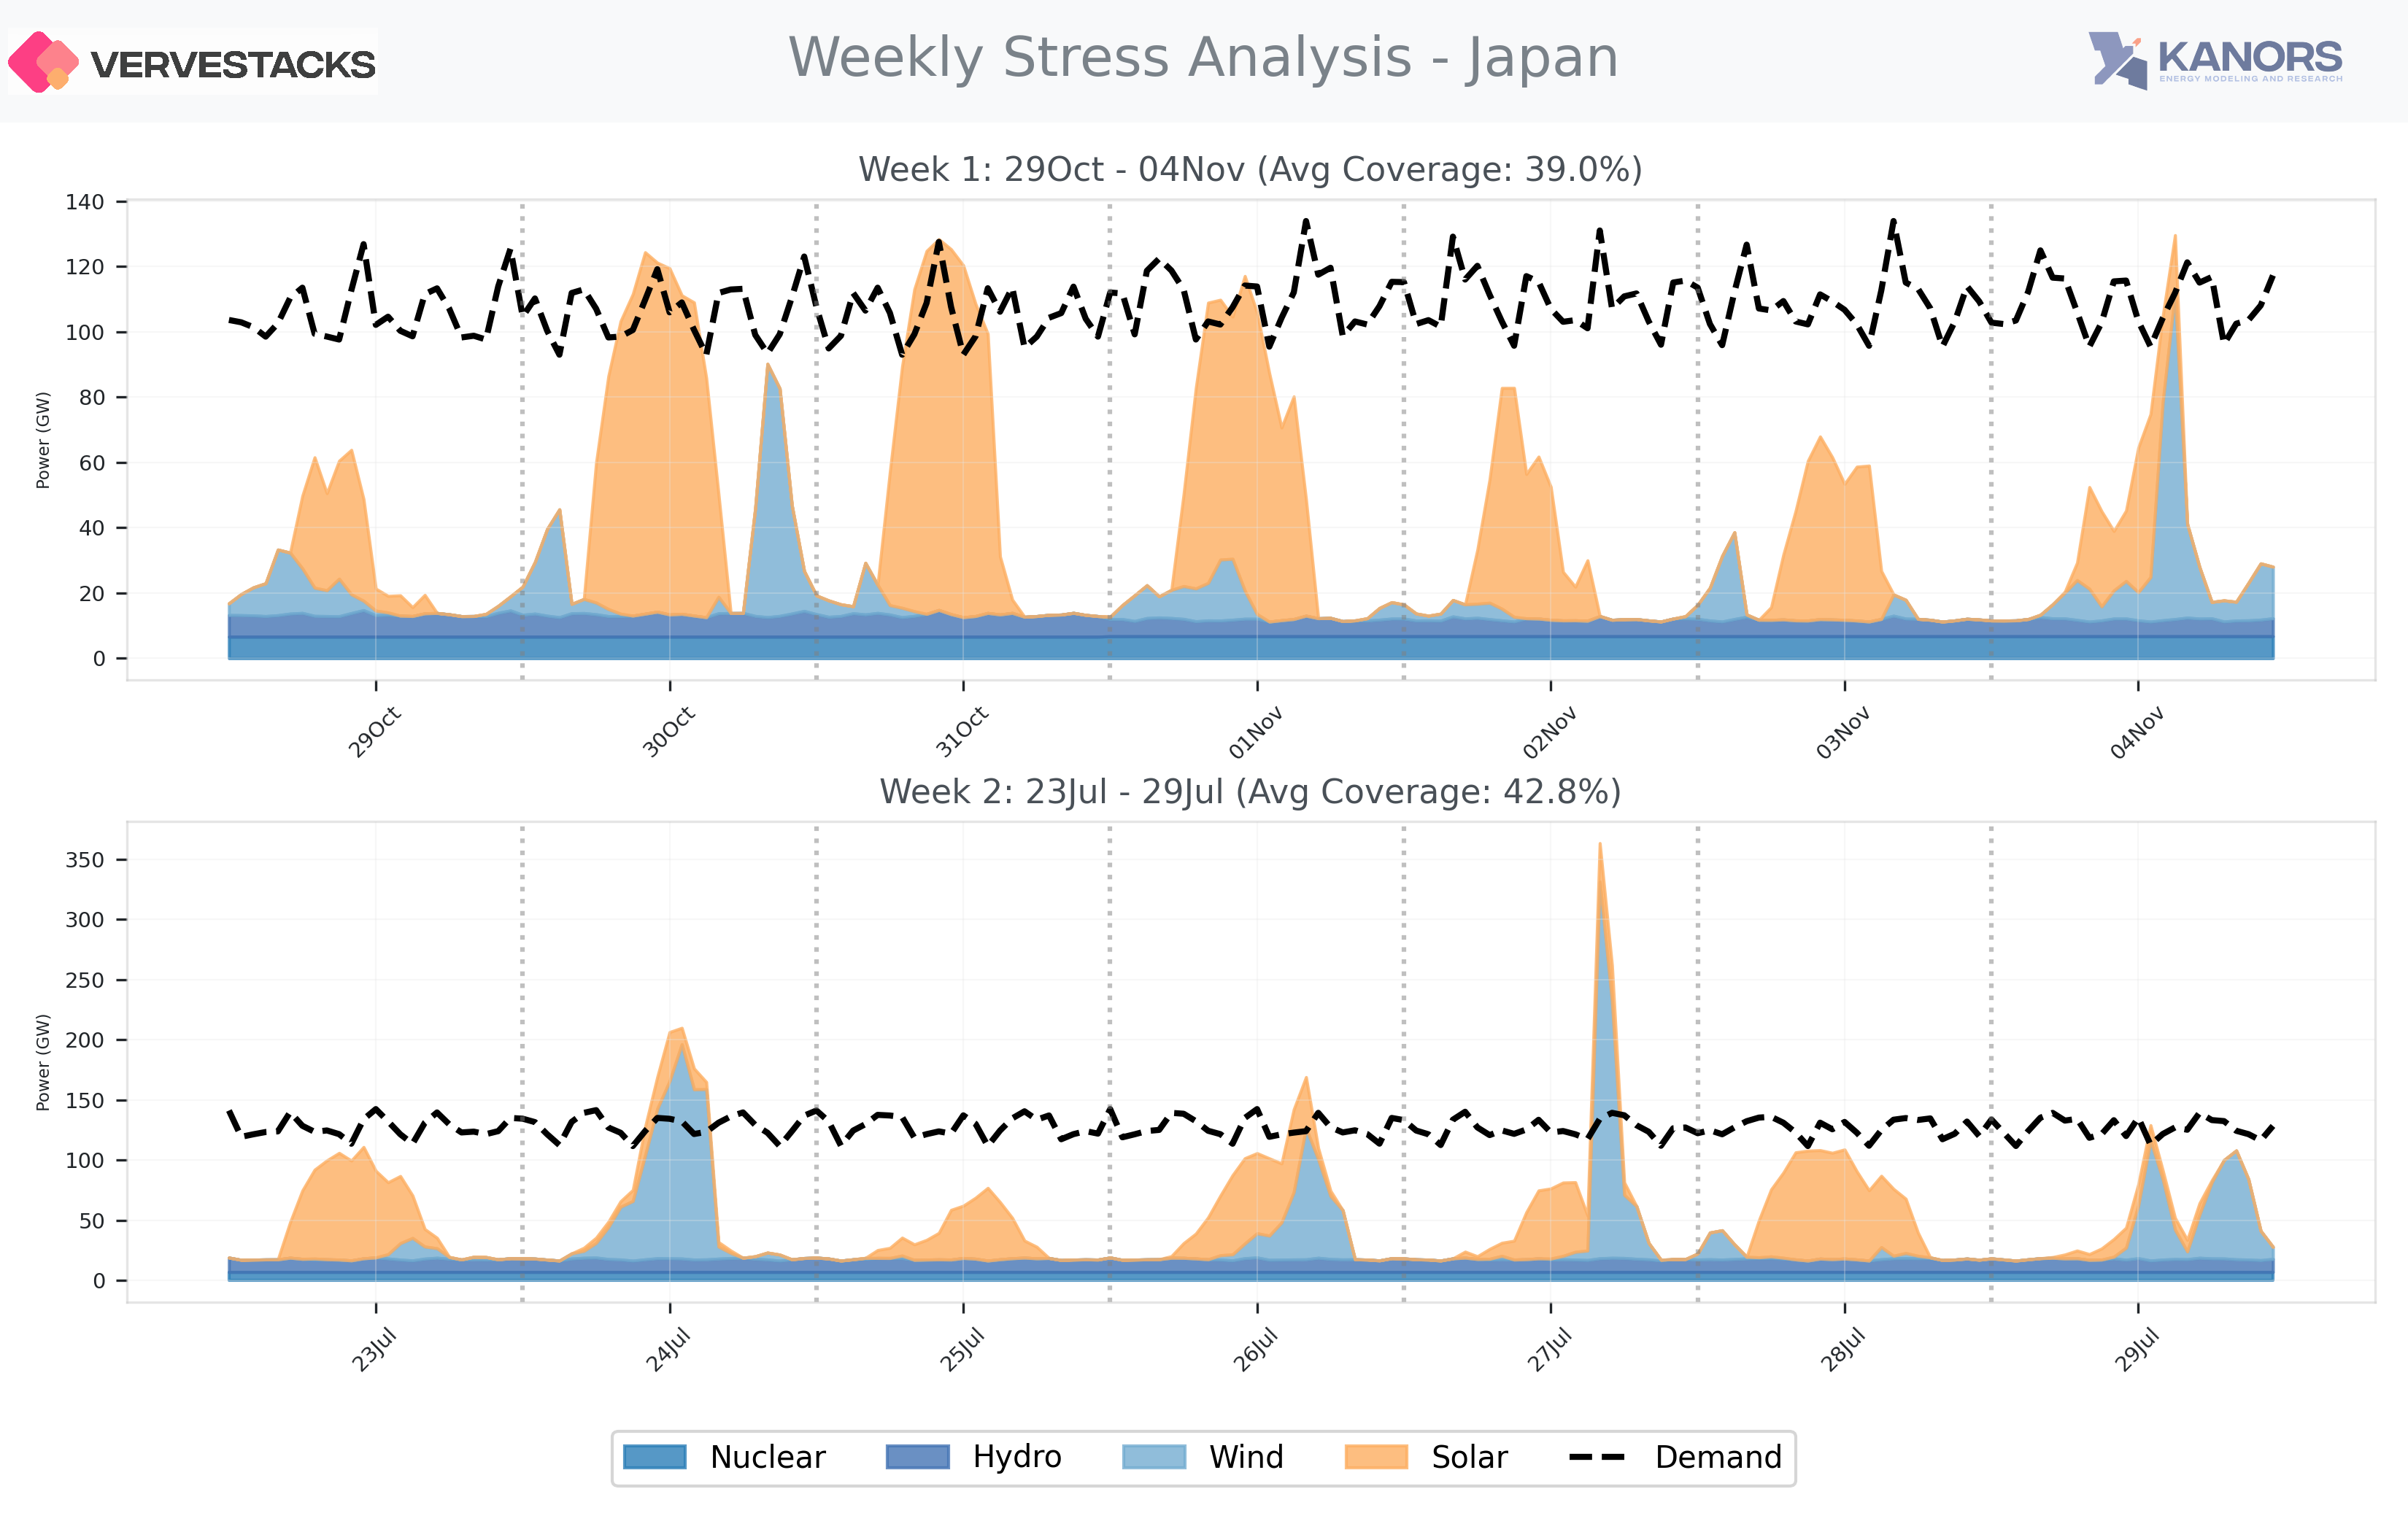 VERVESTACKS
Weekly Stress Analysis - Japan
KANORS
ENERGY MODELING AND RESEARCH
Week 1: 29Oct - 04Nov (Avg Coverage: 39.0%)
Power (GW)
140
120
100
80
60
40
20
0
29Oct
30Oct
31Oct
01Nov
02Nov
03Nov
04Nov
Week 2: 23Jul - 29Jul (Avg Coverage: 42.8%)
Power (GW)
350
300
250
200
150
100
50
0
23Jul
24Jul
25Jul
26Jul
27Jul
28Jul
29Jul
Nuclear
Hydro
Wind
Solar
Demand